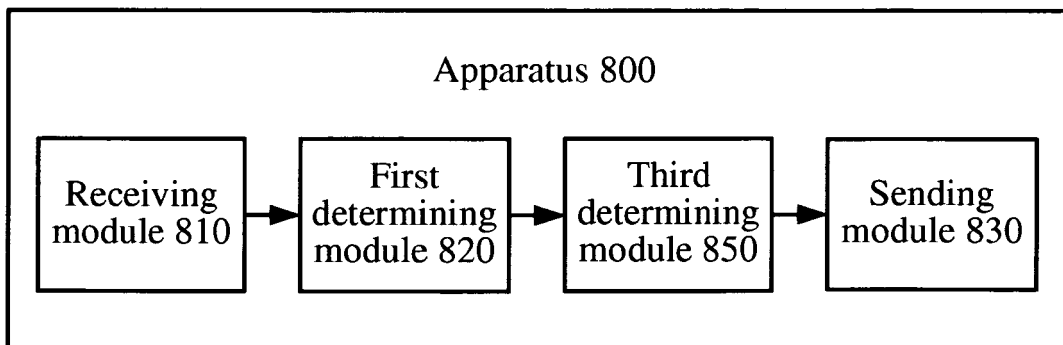 Apparatus 800
Receiving
module 810
First
determining
module 820
Third
determining
module 850
Sending
module 830